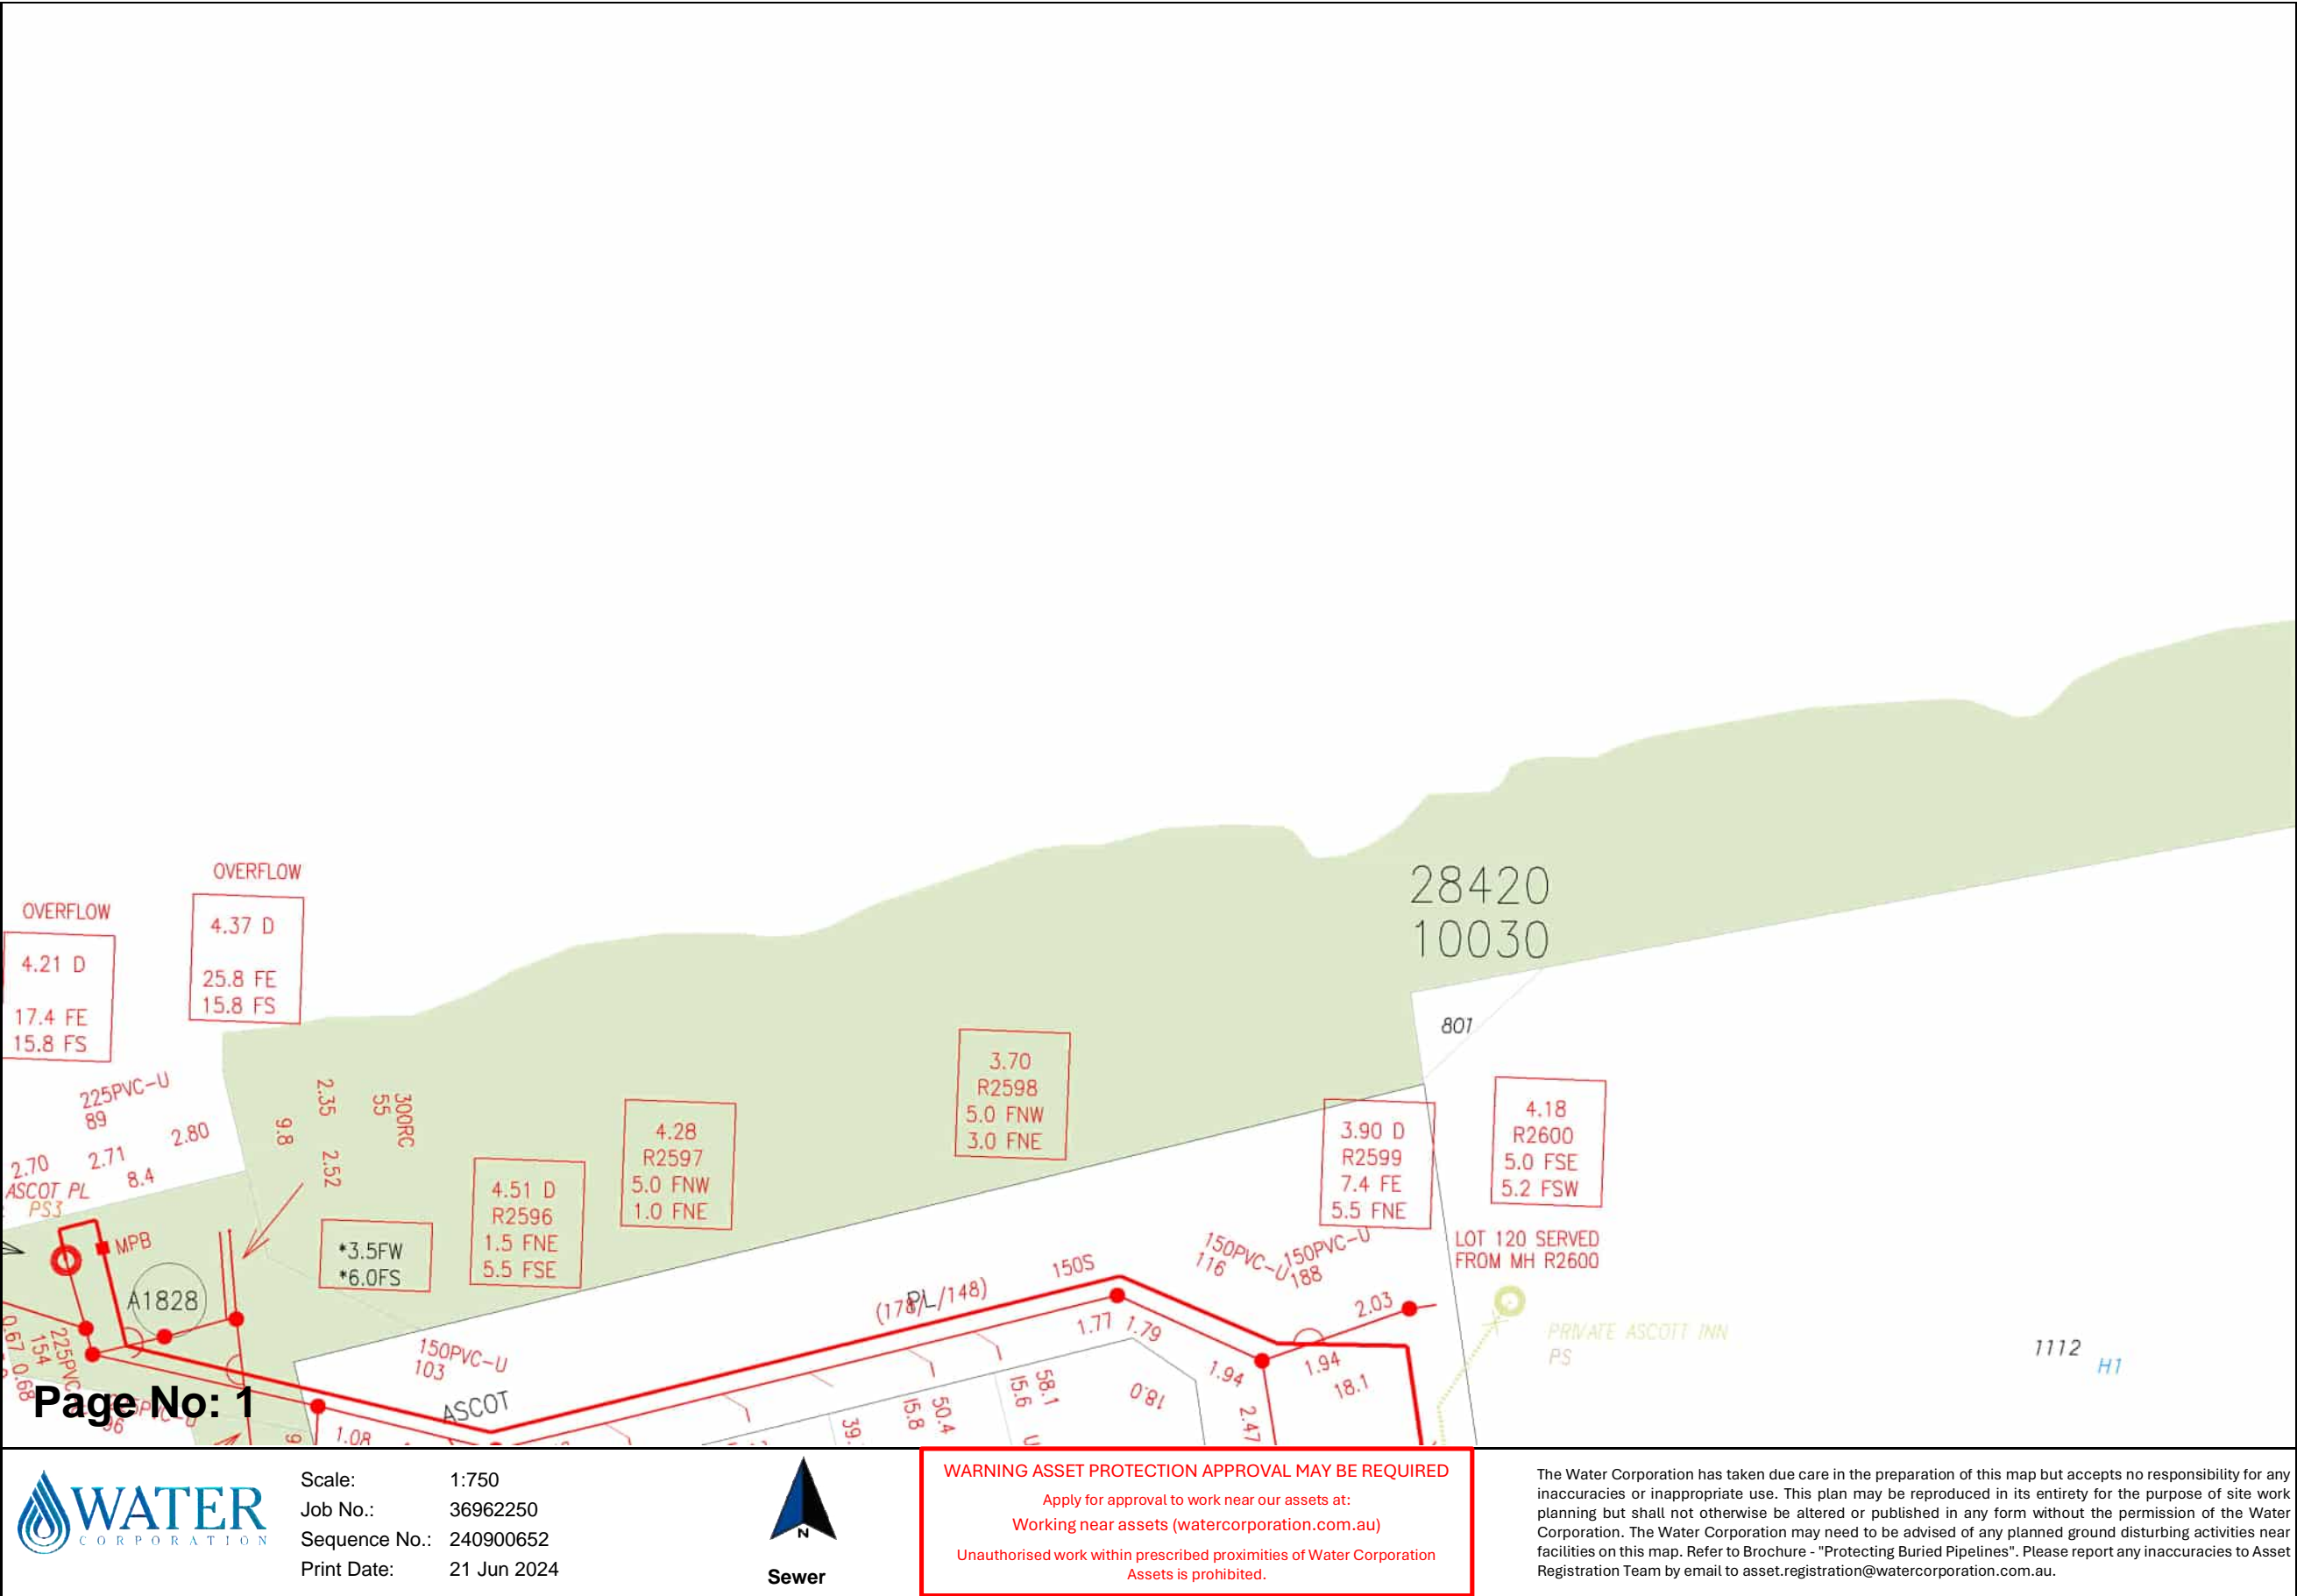 OVERFLOW
4.37 D
25.8 FE
15.8 FS
OVERFLOW
4.21 D
17.4 FE
15.8 FS
28420
10030
801
3.70
R2598
5.0 FNW
3.0 FNE
4.18
R2600
5.0 FSE
5.2 FSW
3.90 D
R2599
7.4 FE
5.5 FNE
4.28
R2597
5.0 FNW
1.0 FNE
4.51 D
R2596
1.5 FNE
5.5 FSE
225PVC-U
89
2.70
2.71
2.80
8.4
9.8
2.35
2.52
300RC
55
ASCOT PL
PS3
MPB
A1828
*3.5FW
*6.0FS
LOT 120 SERVED
FROM MH R2600
PRIVATE ASCOTT INN
PS
1112
H1
150PVC-U
116
150PVC-U
188
150S
(178/148)
PL
ASCOT
150PVC-U
103
1.08
1.77
1.79
1.94
1.94
2.03
18.1
2.47
18.0
58.1
15.6
50.4
15.8
39.
0.67
0.68
154
225PVC
96
Page No: 1
WATER
CORPORATION
Scale: 1:750
Job No.: 36962250
Sequence No.: 240900652
Print Date: 21 Jun 2024
N
Sewer
WARNING ASSET PROTECTION APPROVAL MAY BE REQUIRED
Apply for approval to work near our assets at:
Working near assets (watercorporation.com.au)
Unauthorised work within prescribed proximities of Water Corporation
Assets is prohibited.
The Water Corporation has taken due care in the preparation of this map but accepts no responsibility for any
inaccuracies or inappropriate use. This plan may be reproduced in its entirety for the purpose of site work
planning but shall not otherwise be altered or published in any form without the permission of the Water
Corporation. The Water Corporation may need to be advised of any planned ground disturbing activities near
facilities on this map. Refer to Brochure - "Protecting Buried Pipelines". Please report any inaccuracies to Asset
Registration Team by email to asset.registration@watercorporation.com.au.